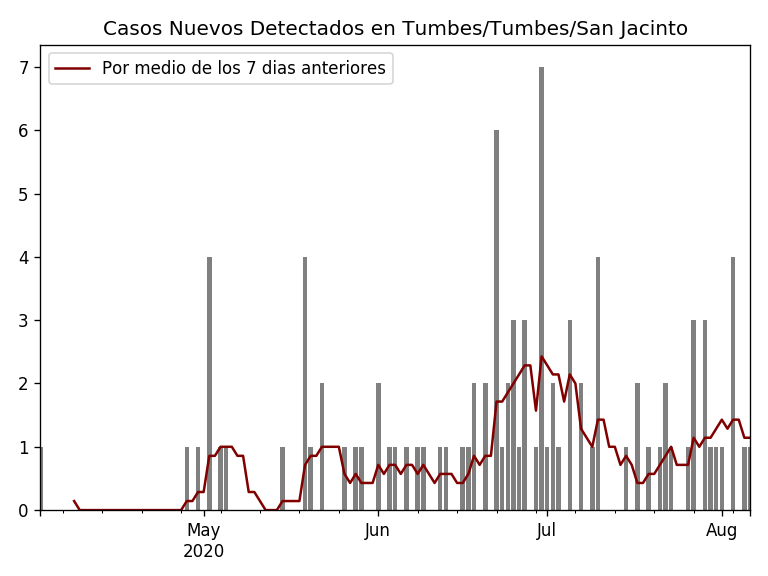 Casos Nuevos Detectados en Tumbes/Tumbes/San Jacinto
Por medio de los 7 dias anteriores
7
6
5
4
3
2
1
0
May
2020
Jun
Jul
Aug